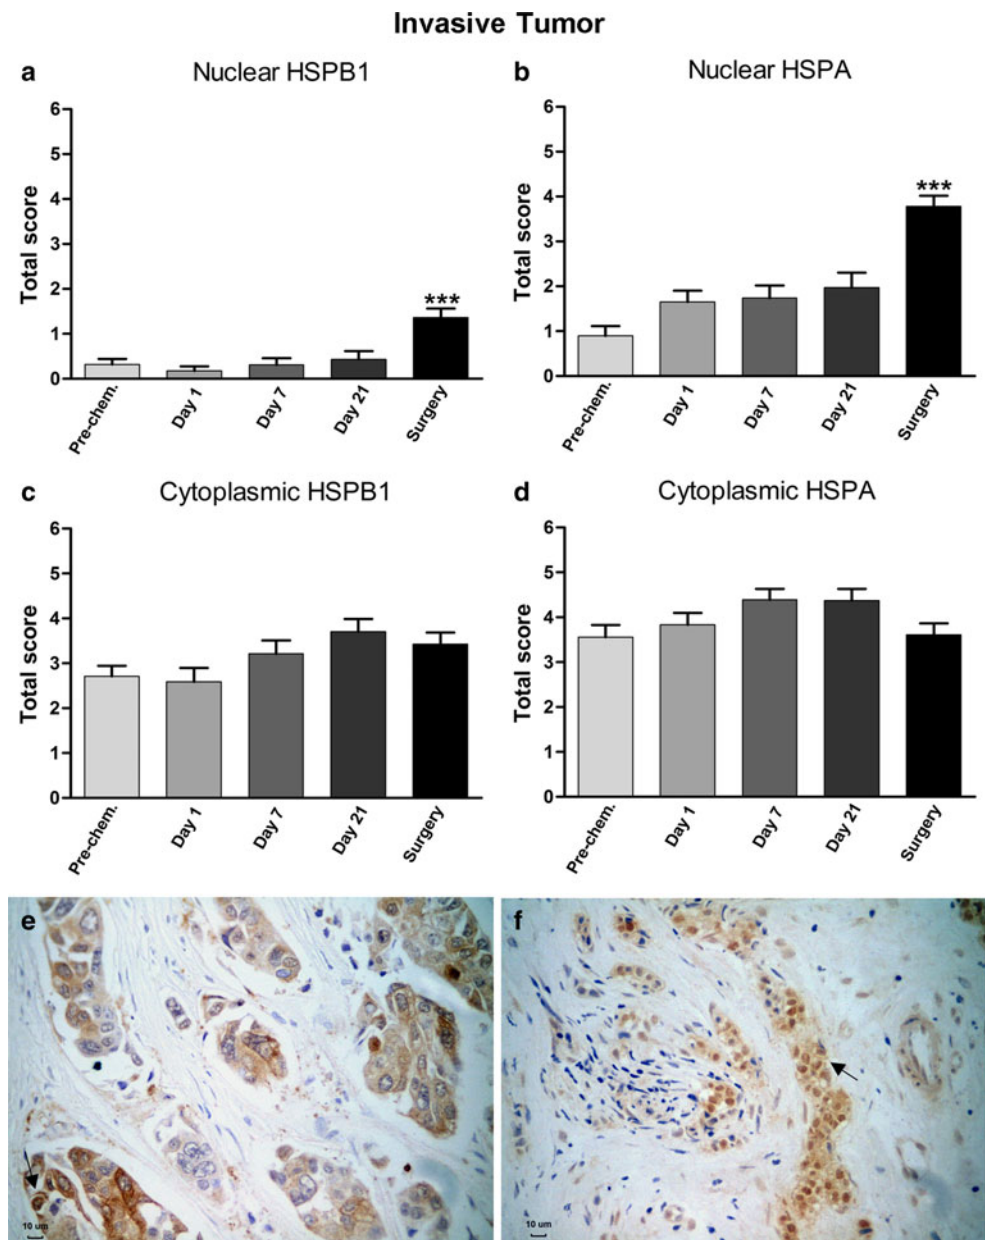 Invasive Tumor
a
Nuclear HSPB1
Total score
6
5
4
3
2
1
0
***
Pre-chem.
Day 1
Day 7
Day 21
Surgery
b
Nuclear HSPA
Total score
6
5
4
3
2
1
0
***
Pre-chem.
Day 1
Day 7
Day 21
Surgery
c
Cytoplasmic HSPB1
Total score
6
5
4
3
2
1
0
Pre-chem.
Day 1
Day 7
Day 21
Surgery
d
Cytoplasmic HSPA
Total score
6
5
4
3
2
1
0
Pre-chem.
Day 1
Day 7
Day 21
Surgery
e
10 um
f
10 um